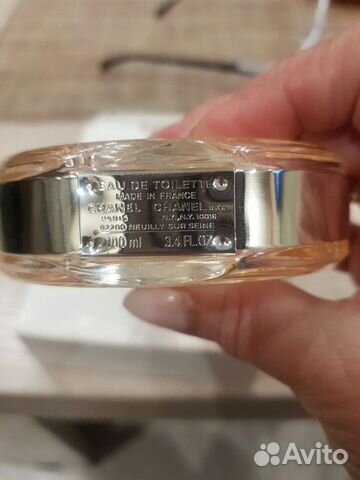 EAU DE TOILETTE
MADE IN FRANCE
CHANEL CHANEL INC.
PARIS N.Y., N.Y. 10016
92200 NEUILLY SUR SEINE
100 ml 3.4 FL.OZ
Avito